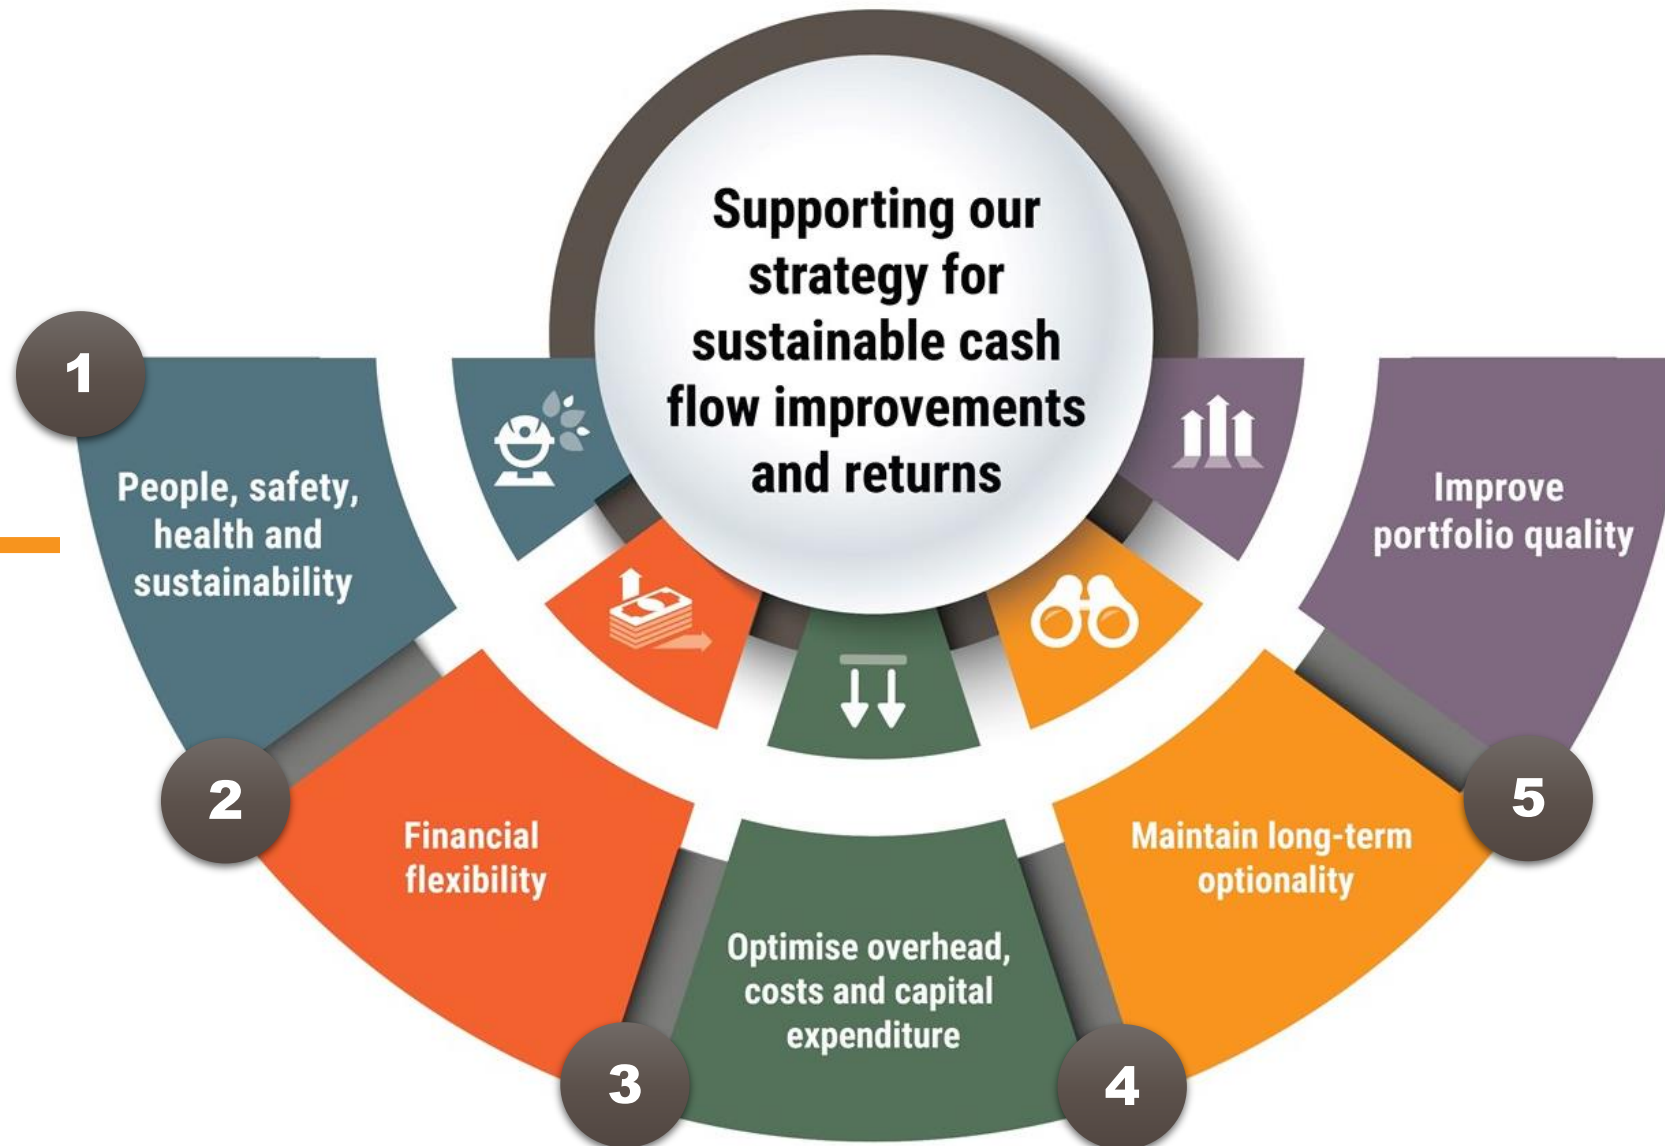 Supporting our
strategy for
sustainable cash
flow improvements
and returns
1
People, safety,
health and
sustainability
2
Financial
flexibility
3
Optimise overhead,
costs and capital
expenditure
4
Maintain long-term
optionality
5
Improve
portfolio quality